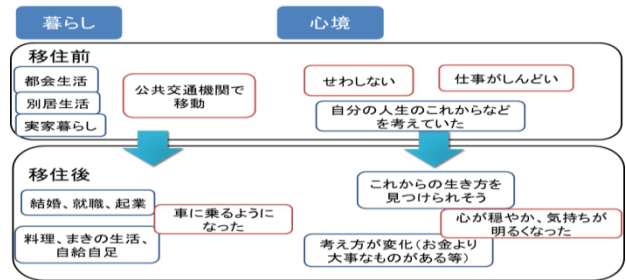 暮らし
心境
移住前
都会生活
別居生活
実家暮らし
公共交通機関で
移動
せわしない
仕事がしんどい
自分の人生のこれからなど
を考えていた
移住後
結婚、就職、起業
車に乗るように
なった
料理、まきの生活、
自給自足
これからの生き方を
見つけられそう
心が穏やか、気持ちが
明るくなった
考え方が変化(お金より
大事なものがある等)